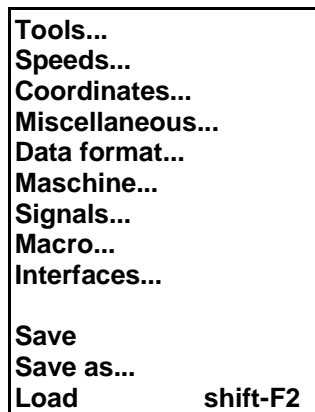 Tools...
Speeds...
Coordinates...
Miscellaneous...
Data format...
Maschine...
Signals...
Macro...
Interfaces...
Save
Save as...
Load shift-F2